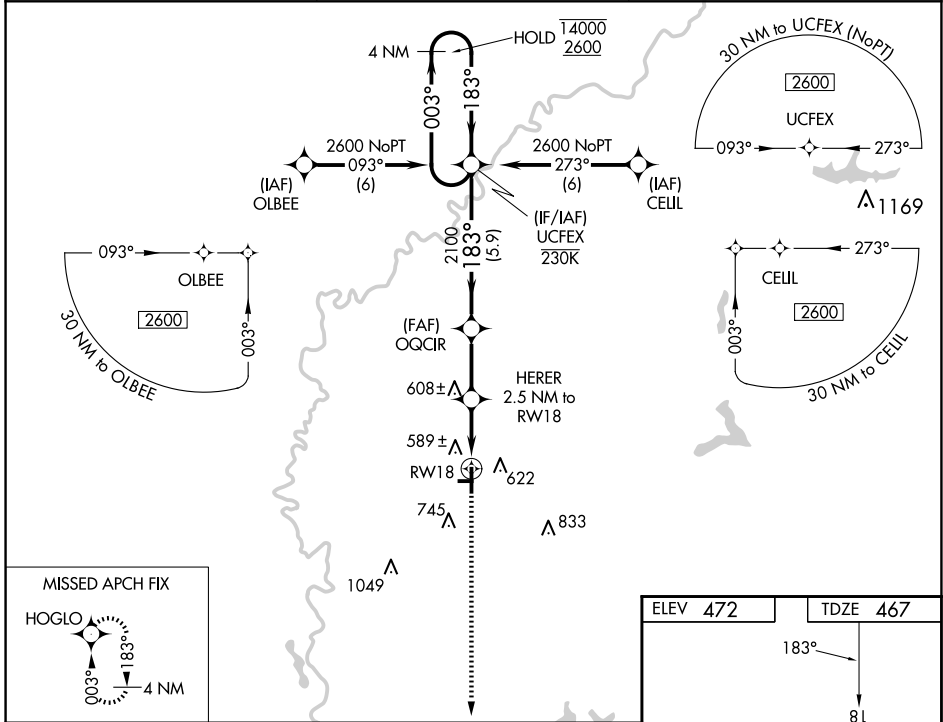 4 NM
HOLD 14000
2600
003°
183°
30 NM to UCFEX (NoPT)
2600
UCFEX
093°
273°
1169
2600 NoPT
093°
(6)
(IAF)
OLBEE
2600 NoPT
273°
(6)
(IAF)
CELIL
(IF/IAF)
UCFEX
230K
2100
183°
(5.9)
093°
OLBEE
2600
003°
30 NM to OLBEE
273°
CELIL
2600
003°
30 NM to CELIL
(FAF)
OQCIR
608±
HERER
2.5 NM to
RW18
589±
RW18
622
745
833
1049
MISSED APCH FIX
HOGLO
003°
183°
4 NM
ELEV 472
TDZE 467
183°